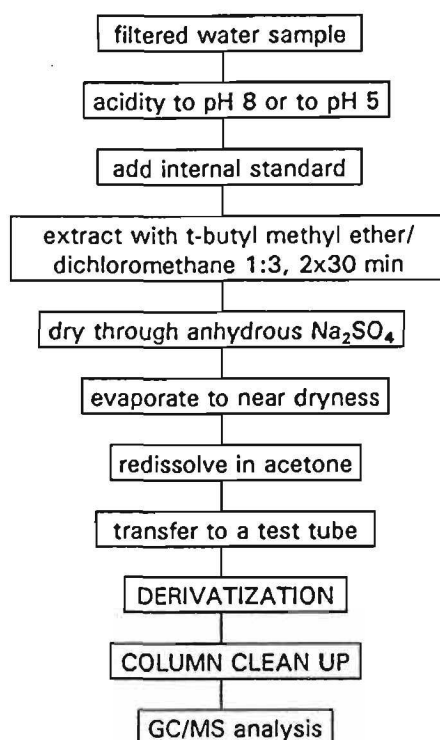 filtered water sample
acidity to pH 8 or to pH 5
add internal standard
extract with t-butyl methyl ether/
dichloromethane 1:3, 2x30 min
dry through anhydrous Na₂SO₄
evaporate to near dryness
redissolve in acetone
transfer to a test tube
DERIVATIZATION
COLUMN CLEAN UP
GC/MS analysis